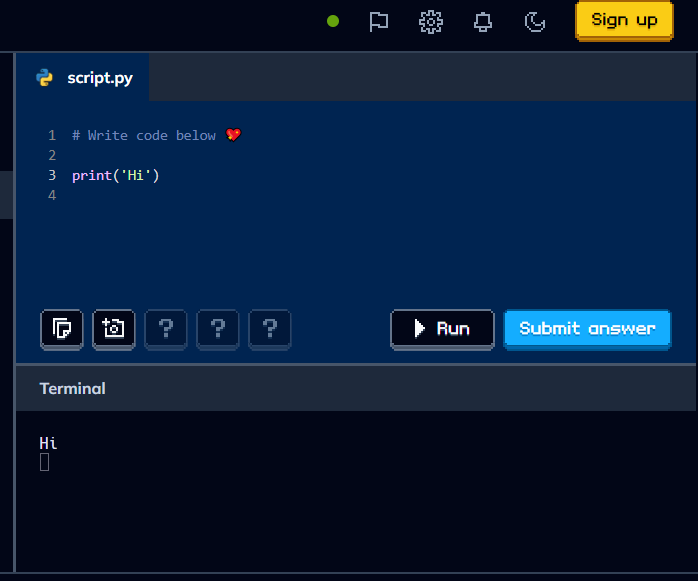 Sign up
script.py
1 # Write code below 💖
2
3 print('Hi')
4
? ? ? Run Submit answer
Terminal
Hi